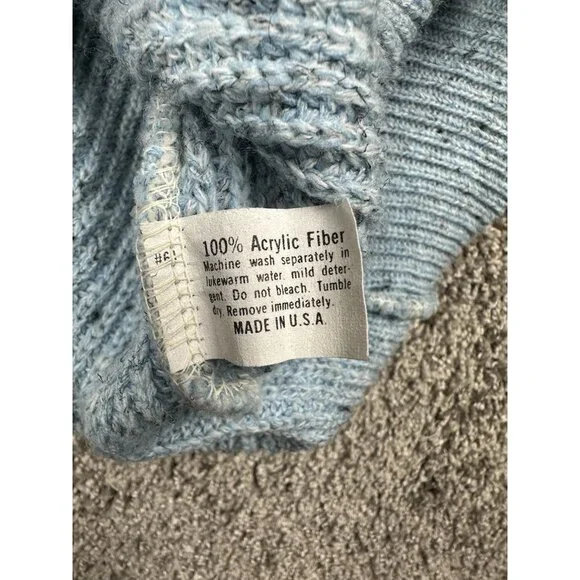 100% Acrylic Fiber
Machine wash separately in
lukewarm water. mild deter-
gent. Do not bleach. Tumble
dry. Remove immediately.
MADE IN U.S.A.